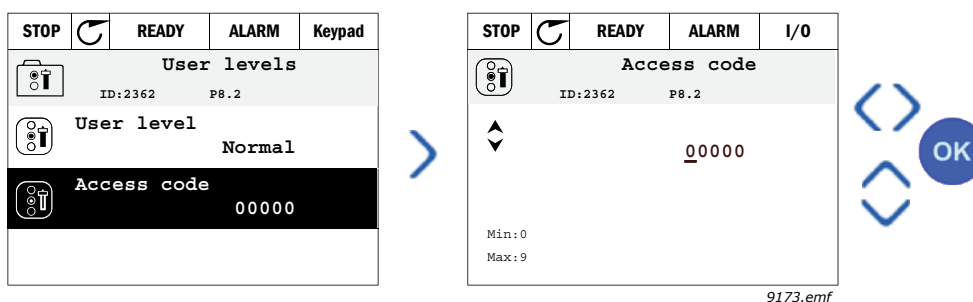 STOP READY ALARM Keypad
User levels
ID:2362 P8.2
User level
Normal
Access code
00000
STOP READY ALARM I/O
Access code
ID:2362 P8.2
00000
Min:0
Max:9
OK
9173.emf